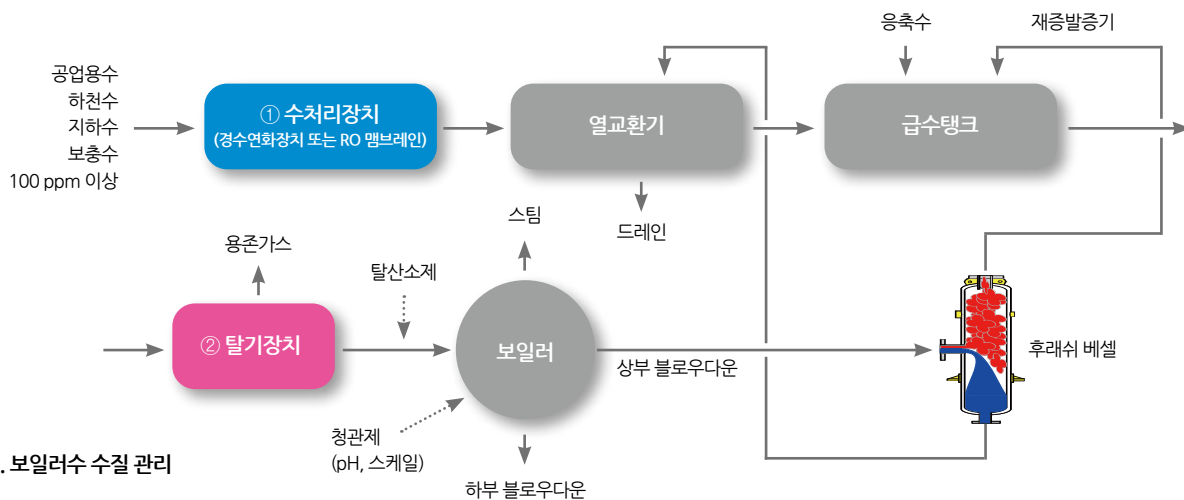 응축수
재증발증기
공업용수
하천수
지하수
보충수
100 ppm 이상
① 수처리장치
(경수연화장치 또는 RO 맴브레인)
열교환기
급수탱크
드레인
스팀
용존가스
탈산소제
② 탈기장치
보일러
상부 블로우다운
후래쉬 베셀
청관제
(pH, 스케일)
하부 블로우다운
. 보일러수 수질 관리